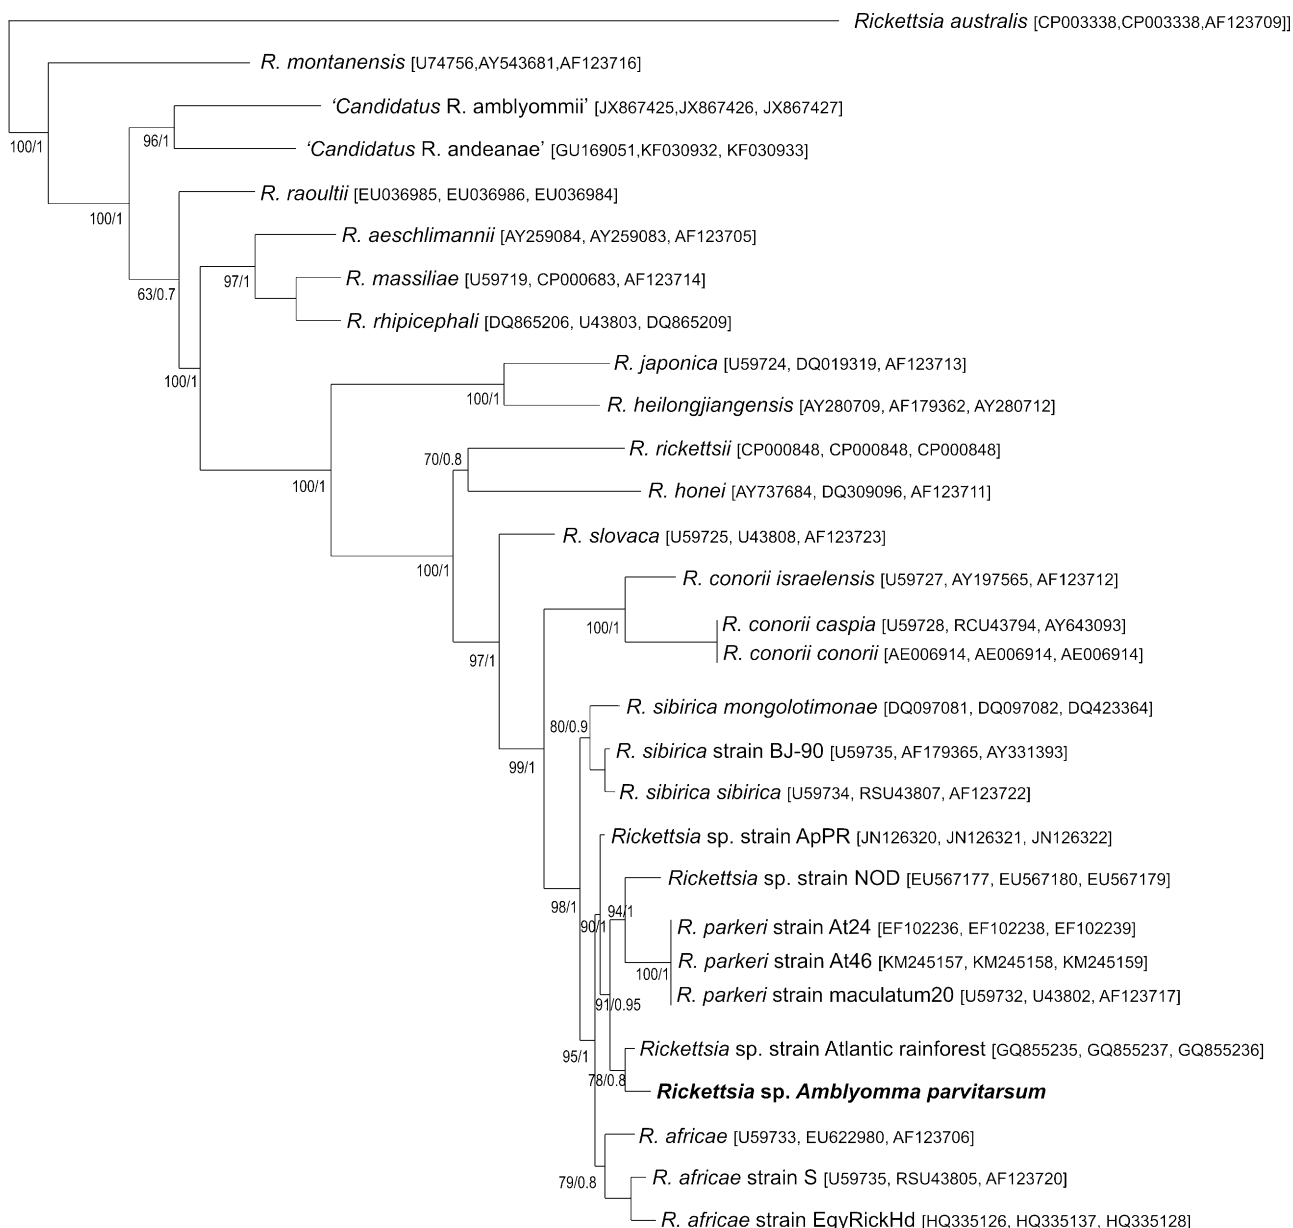 Rickettsia australis [CP003338,CP003338,AF123709]]
R. montanensis [U74756,AY543681,AF123716]
‘Candidatus R. amblyommii’ [JX867425,JX867426, JX867427]
100/1
96/1
‘Candidatus R. andeanae’ [GU169051,KF030932, KF030933]
R. raoultii [EU036985, EU036986, EU036984]
100/1
R. aeschlimannii [AY259084, AY259083, AF123705]
97/1
R. massiliae [U59719, CP000683, AF123714]
63/0.7
R. rhipicephali [DQ865206, U43803, DQ865209]
R. japonica [U59724, DQ019319, AF123713]
100/1
100/1
R. heilongjiangensis [AY280709, AF179362, AY280712]
R. rickettsii [CP000848, CP000848, CP000848]
70/0.8
100/1
R. honei [AY737684, DQ309096, AF123711]
R. slovaca [U59725, U43808, AF123723]
100/1
R. conorii israelensis [U59727, AY197565, AF123712]
100/1
R. conorii caspia [U59728, RCU43794, AY643093]
97/1
R. conorii conorii [AE006914, AE006914, AE006914]
R. sibirica mongolotimonae [DQ097081, DQ097082, DQ423364]
80/0.9
R. sibirica strain BJ-90 [U59735, AF179365, AY331393]
99/1
R. sibirica sibirica [U59734, RSU43807, AF123722]
Rickettsia sp. strain ApPR [JN126320, JN126321, JN126322]
Rickettsia sp. strain NOD [EU567177, EU567180, EU567179]
98/1
94/1
90/1
R. parkeri strain At24 [EF102236, EF102238, EF102239]
R. parkeri strain At46 [KM245157, KM245158, KM245159]
100/1
R. parkeri strain maculatum20 [U59732, U43802, AF123717]
91/0.95
Rickettsia sp. strain Atlantic rainforest [GQ855235, GQ855237, GQ855236]
95/1
78/0.8
Rickettsia sp. Amblyomma parvitarsum
R. africae [U59733, EU622980, AF123706]
R. africae strain S [U59735, RSU43805, AF123720]
79/0.8
R. africae strain EgyRickHd [HQ335126, HQ335137, HQ335128]